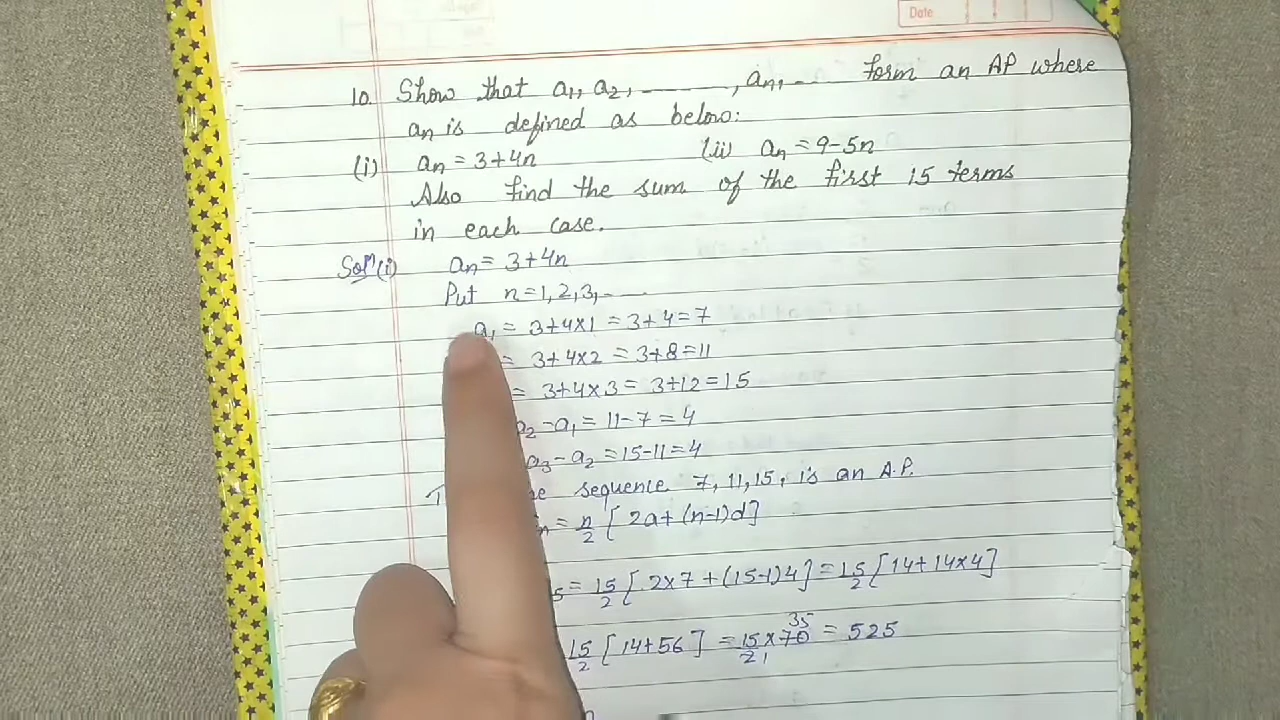 Date
10. Show that a1, a2, ------, an, --- form an AP where
an is defined as below:
(i) an = 3+4n (ii) an = 9-5n
Also find the sum of the first 15 terms
in each case.
Solⁿ(i) an = 3+4n
Put n=1,2,3,----
a1 = 3+4×1 = 3+4=7
= 3+4×2 = 3+8=11
= 3+4×3 = 3+12=15
a2-a1 = 11-7 = 4
a3-a2 = 15-11=4
sequence 7, 11, 15, is an A.P.
= n/2 [2a+(n-1)d]
= 15/2 [2×7+(15-1)4] = 15/2 [14+14×4]
15/2 [14+56] = 15×70/2 35 1 = 525